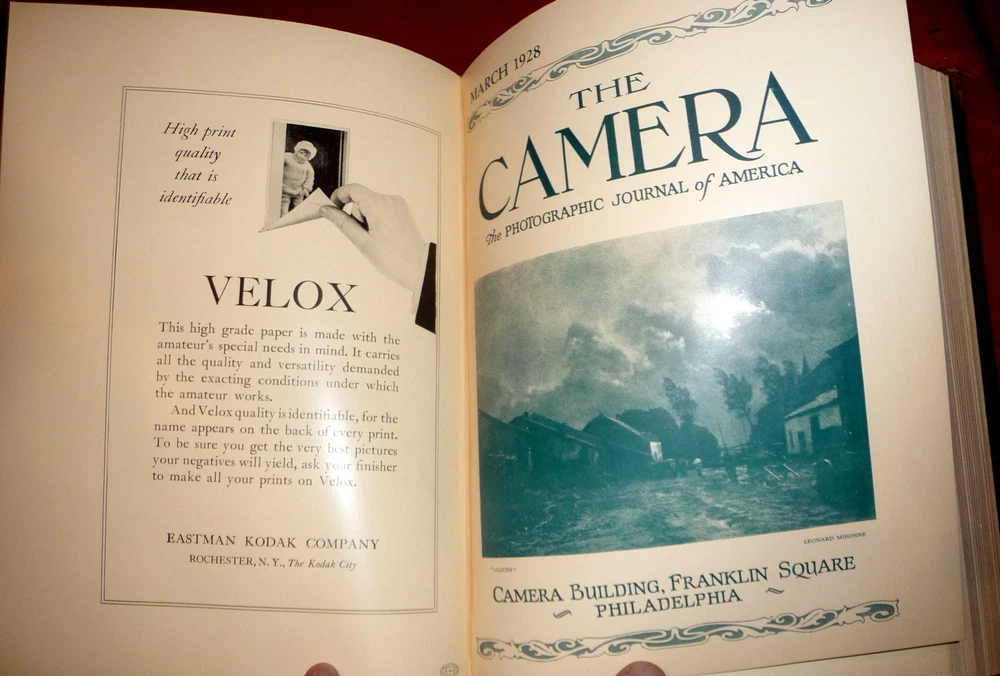 High print
quality
that is
identifiable
VELOX
This high grade paper is made with the
amateur's special needs in mind. It carries
all the quality and versatility demanded
by the exacting conditions under which
the amateur works.
And Velox quality is identifiable, for the
name appears on the back of every print.
To be sure you get the very best pictures
your negatives will yield, ask your finisher
to make all your prints on Velox.
EASTMAN KODAK COMPANY
ROCHESTER, N. Y., The Kodak City
MARCH 1928
THE
CAMERA
The PHOTOGRAPHIC JOURNAL of AMERICA
LEONARD MISONNE
CAMERA BUILDING, FRANKLIN SQUARE
PHILADELPHIA